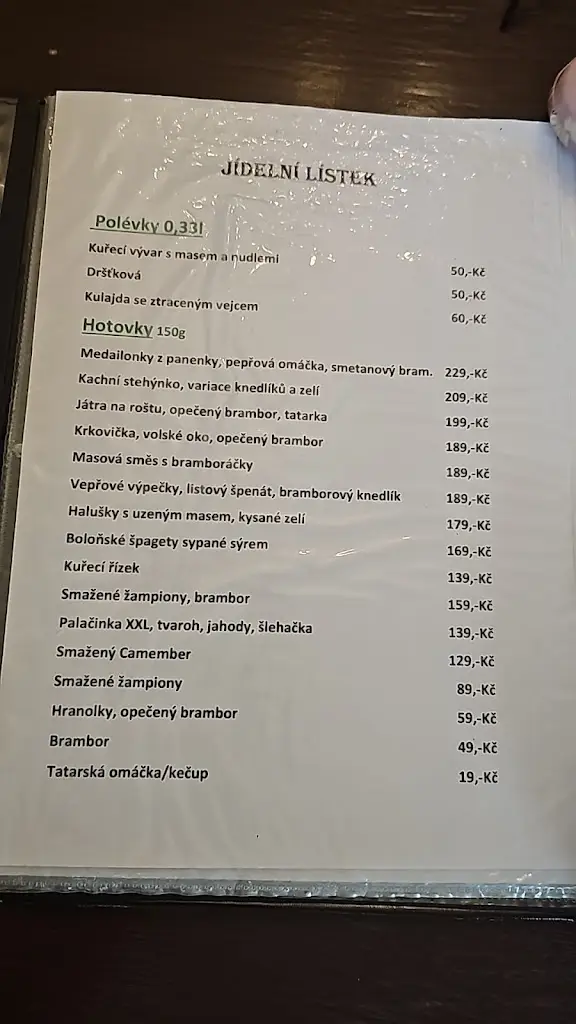 JÍDELNÍ LÍSTEK
Polévky 0,33l
Kuřecí vývar s masem a nudlemi 50,-Kč
Dršťková 50,-Kč
Kulajda se ztraceným vejcem 60,-Kč
Hotovky 150g
Medailonky z panenky, pepřová omáčka, smetanový bram. 229,-Kč
Kachní stehýnko, variace knedlíků a zelí 209,-Kč
Játra na roštu, opečený brambor, tatarka 199,-Kč
Krkovička, volské oko, opečený brambor 189,-Kč
Masová směs s bramboráčky 189,-Kč
Vepřové výpečky, listový špenát, bramborový knedlík 189,-Kč
Halušky s uzeným masem, kysané zelí 179,-Kč
Boloňské špagety sypané sýrem 169,-Kč
Kuřecí řízek 139,-Kč
Smažené žampiony, brambor 159,-Kč
Palačinka XXL, tvaroh, jahody, šlehačka 139,-Kč
Smažený Camember 129,-Kč
Smažené žampiony 89,-Kč
Hranolky, opečený brambor 59,-Kč
Brambor 49,-Kč
Tatarská omáčka/kečup 19,-Kč